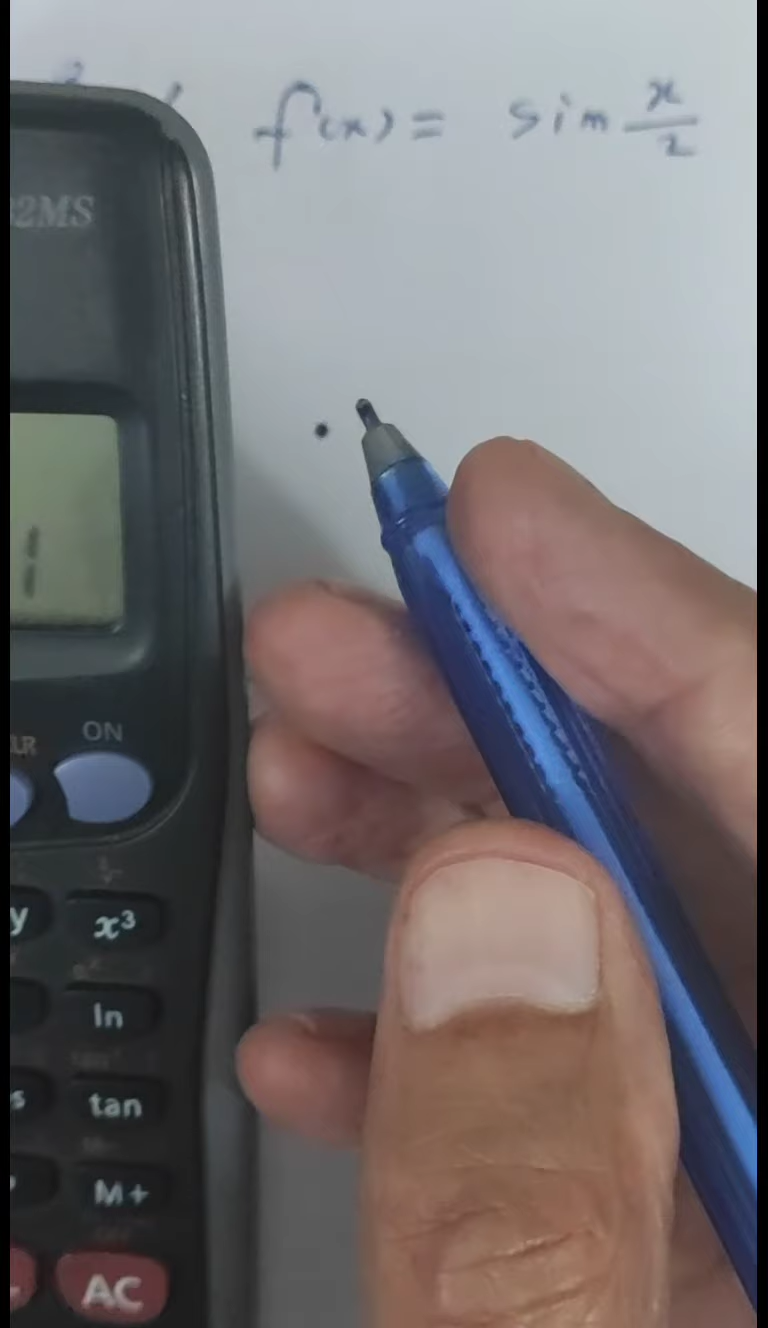 f(x) = sin x/2
2MS
ON
x³
ln
tan
M+
AC